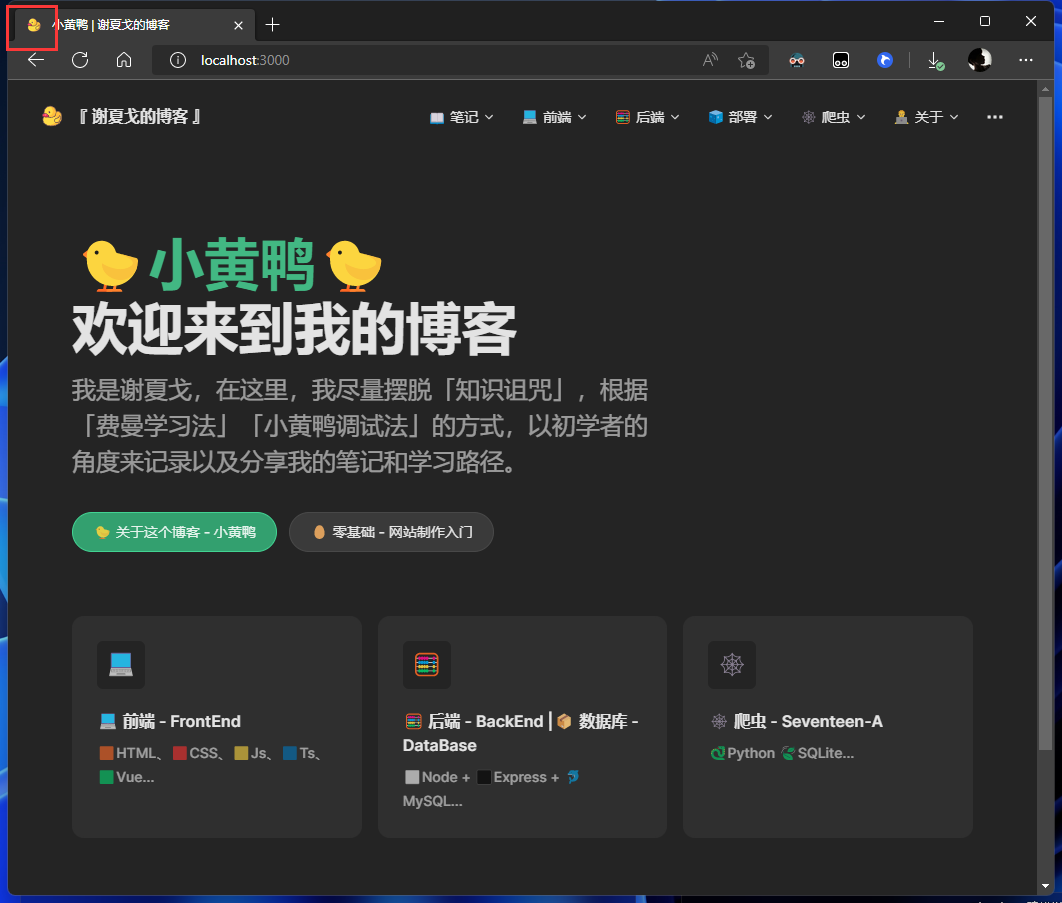 小黄鸭 | 谢夏戈的博客
localhost:3000
『 谢夏戈的博客 』
笔记
前端
后端
部署
爬虫
关于
小黄鸭
欢迎来到我的博客
我是谢夏戈，在这里，我尽量摆脱「知识诅咒」，根据
「费曼学习法」「小黄鸭调试法」的方式，以初学者的
角度来记录以及分享我的笔记和学习路径。
关于这个博客 - 小黄鸭
零基础 - 网站制作入门
前端 - FrontEnd
HTML、CSS、Js、Ts、
Vue...
后端 - BackEnd | 数据库 -
DataBase
Node + Express +
MySQL...
爬虫 - Seventeen-A
Python SQLite...